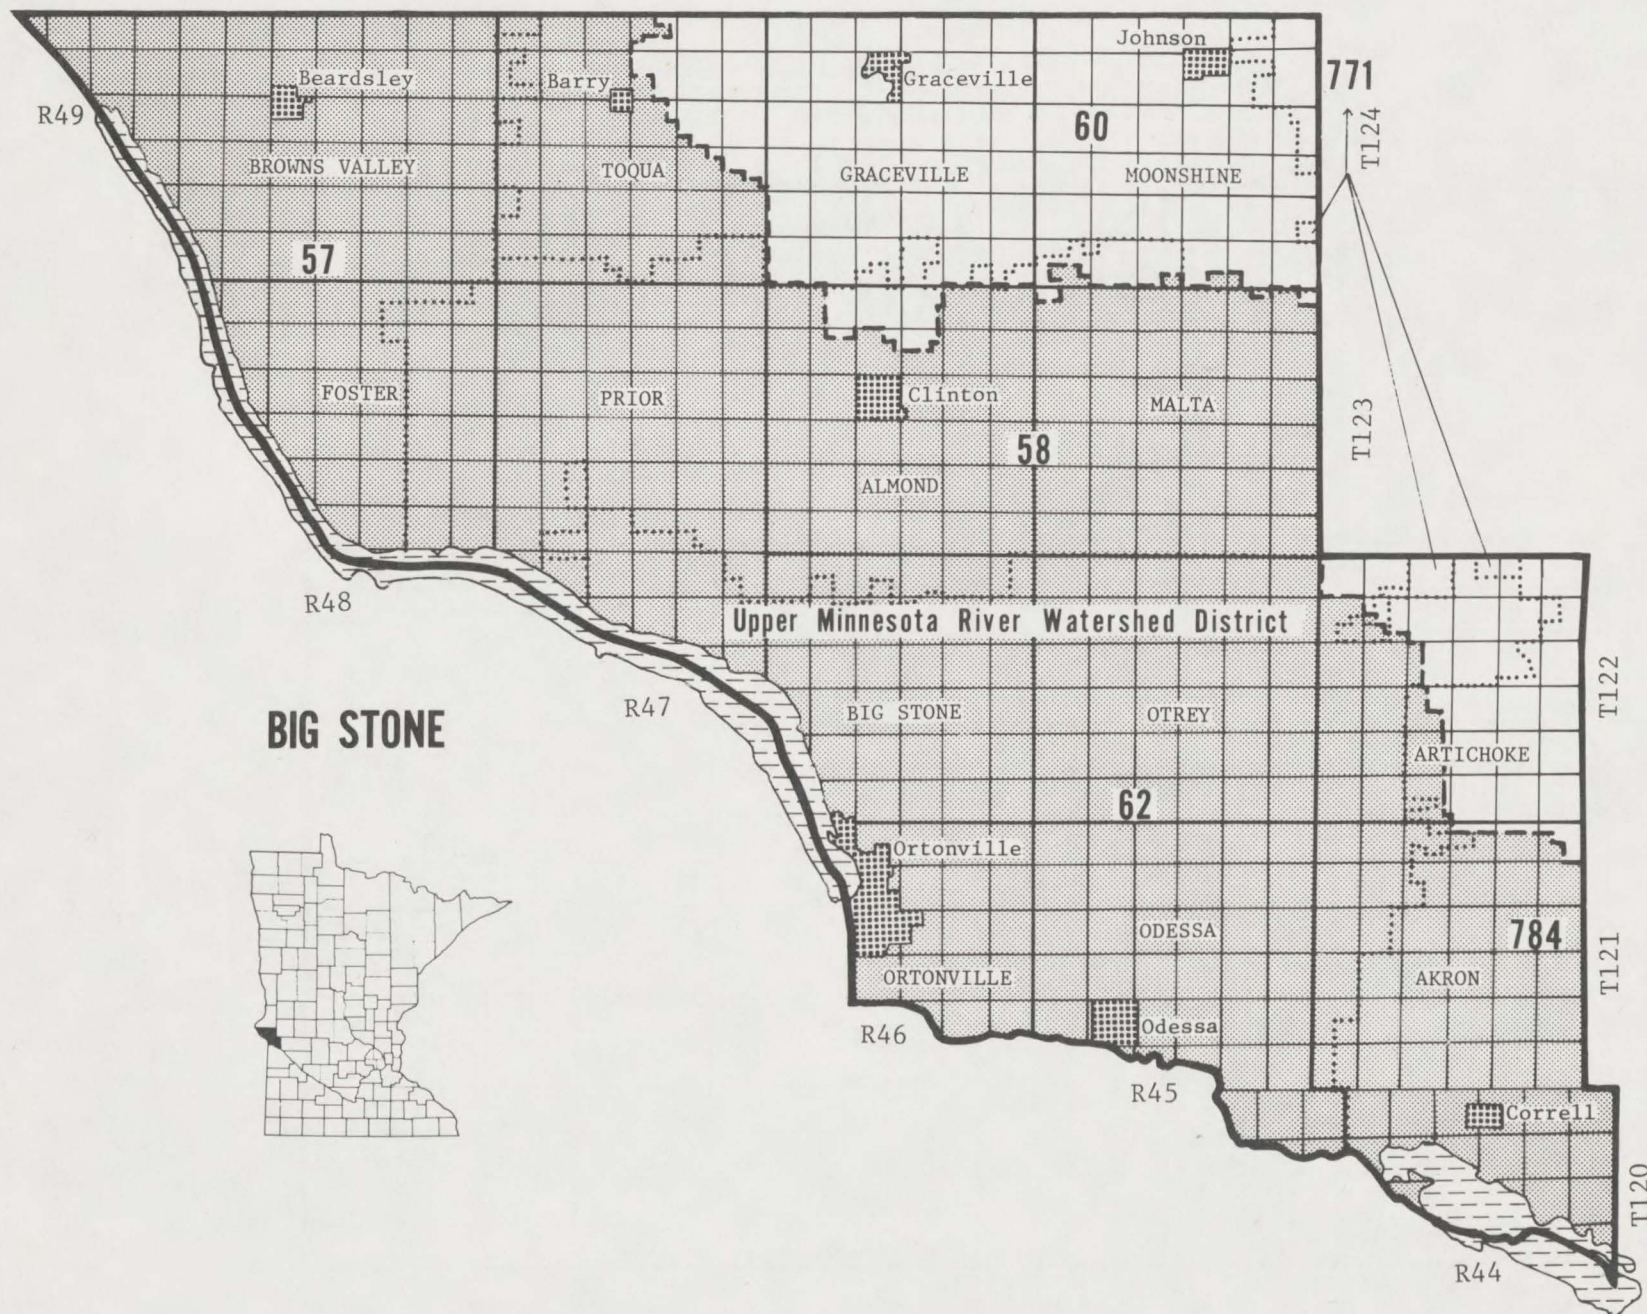 Johnson
771
Beardsley
Barry
Graceville
R49
60
T124
BROWNS VALLEY
TOQUA
GRACEVILLE
MOONSHINE
57
FOSTER
PRIOR
Clinton
MALTA
T123
58
ALMOND
R48
Upper Minnesota River Watershed District
T122
R47
BIG STONE
OTREY
BIG STONE
ARTICHOKE
62
Ortonville
ODESSA
784
T121
ORTONVILLE
AKRON
R46
Odessa
R45
Correll
T120
R44